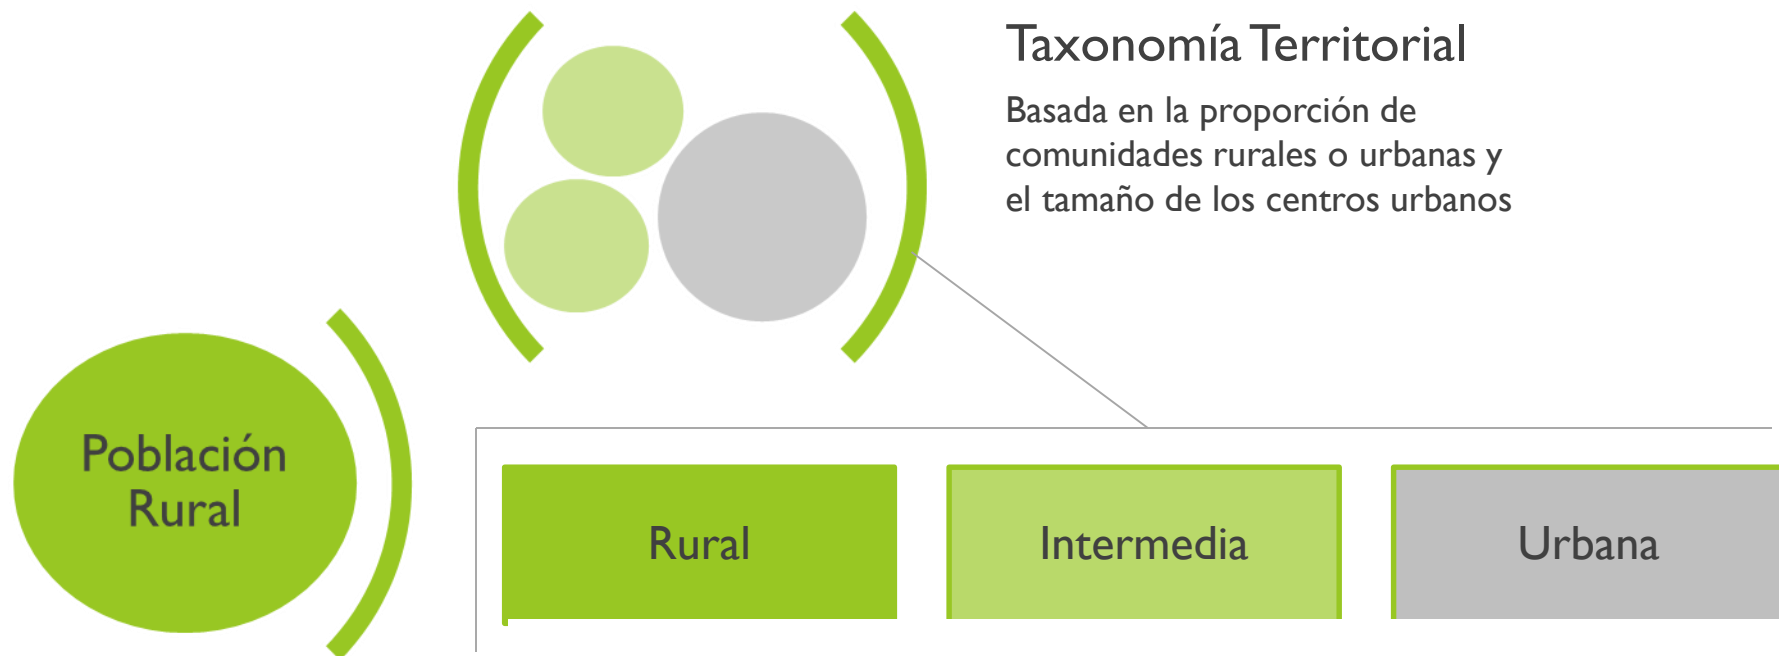 Taxonomía Territorial
Basada en la proporción de
comunidades rurales o urbanas y
el tamaño de los centros urbanos
Población
Rural
Rural
Intermedia
Urbana